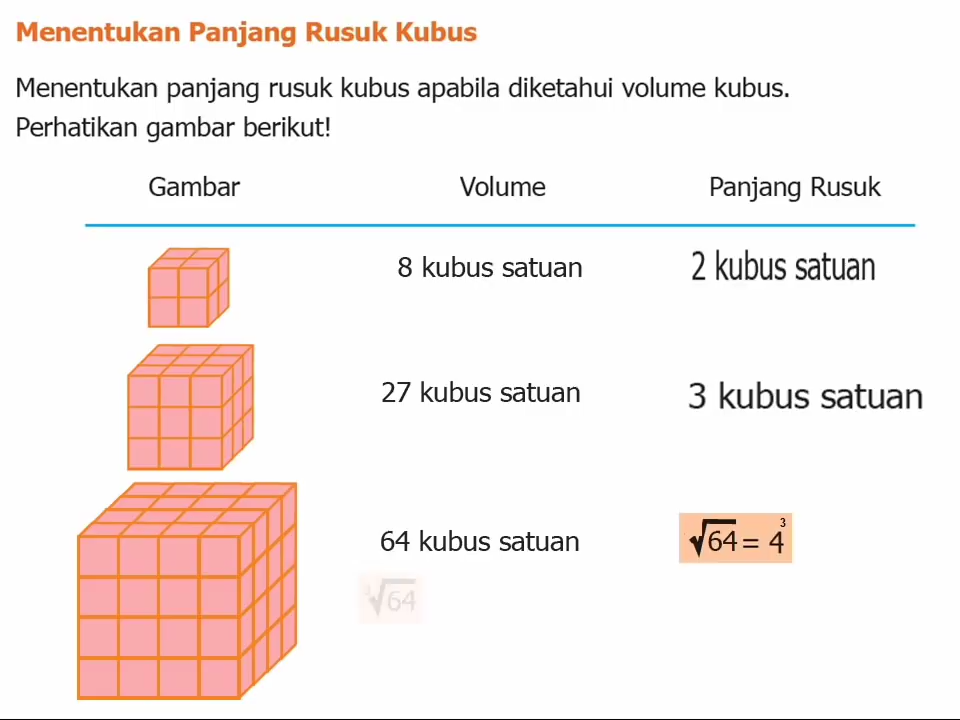 Menentukan Panjang Rusuk Kubus
Menentukan panjang rusuk kubus apabila diketahui volume kubus.
Perhatikan gambar berikut!
Gambar Volume Panjang Rusuk
8 kubus satuan 2 kubus satuan
27 kubus satuan 3 kubus satuan
64 kubus satuan √64 = 4³
³√64